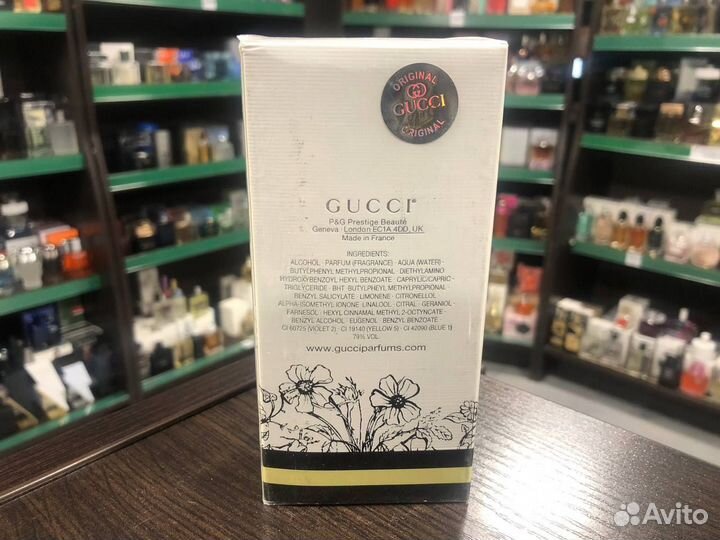 ORIGINAL
GUCCI
ORIGINAL
GUCCI®
P&G Prestige Beauté
Geneva · London EC1A 4DD, UK
Made in France
INGREDIENTS:
ALCOHOL · PARFUM (FRAGRANCE) · AQUA (WATER) ·
BUTYLPHENYL METHYLPROPIONAL · DIETHYLAMINO
HYDROXYBENZOYL HEXYL BENZOATE · CAPRYLIC/CAPRIC·
TRIGLYCERIDE · BHT · BUTYLPHEYL METHYLPROPIONAL ·
BENZYL SALICYLATE · LIMONENE · CITRONELLOL ·
ALPHA-ISOMETHYL-IONONE·LINALOOL · CITRAL · GERANIOL ·
FARNESOL · HEXYL CINNAMAL METHYL 2-OCTYNCATE ·
BENZYL ALCOHOL · EUGENOL · BENZYL BENZOATE
CI 60725 (VIOLET 2) · CI 19140 (YELLOW 5) · CI 42090 (BLUE 1)
79% VOL.
www.gucciparfums.com
Avito